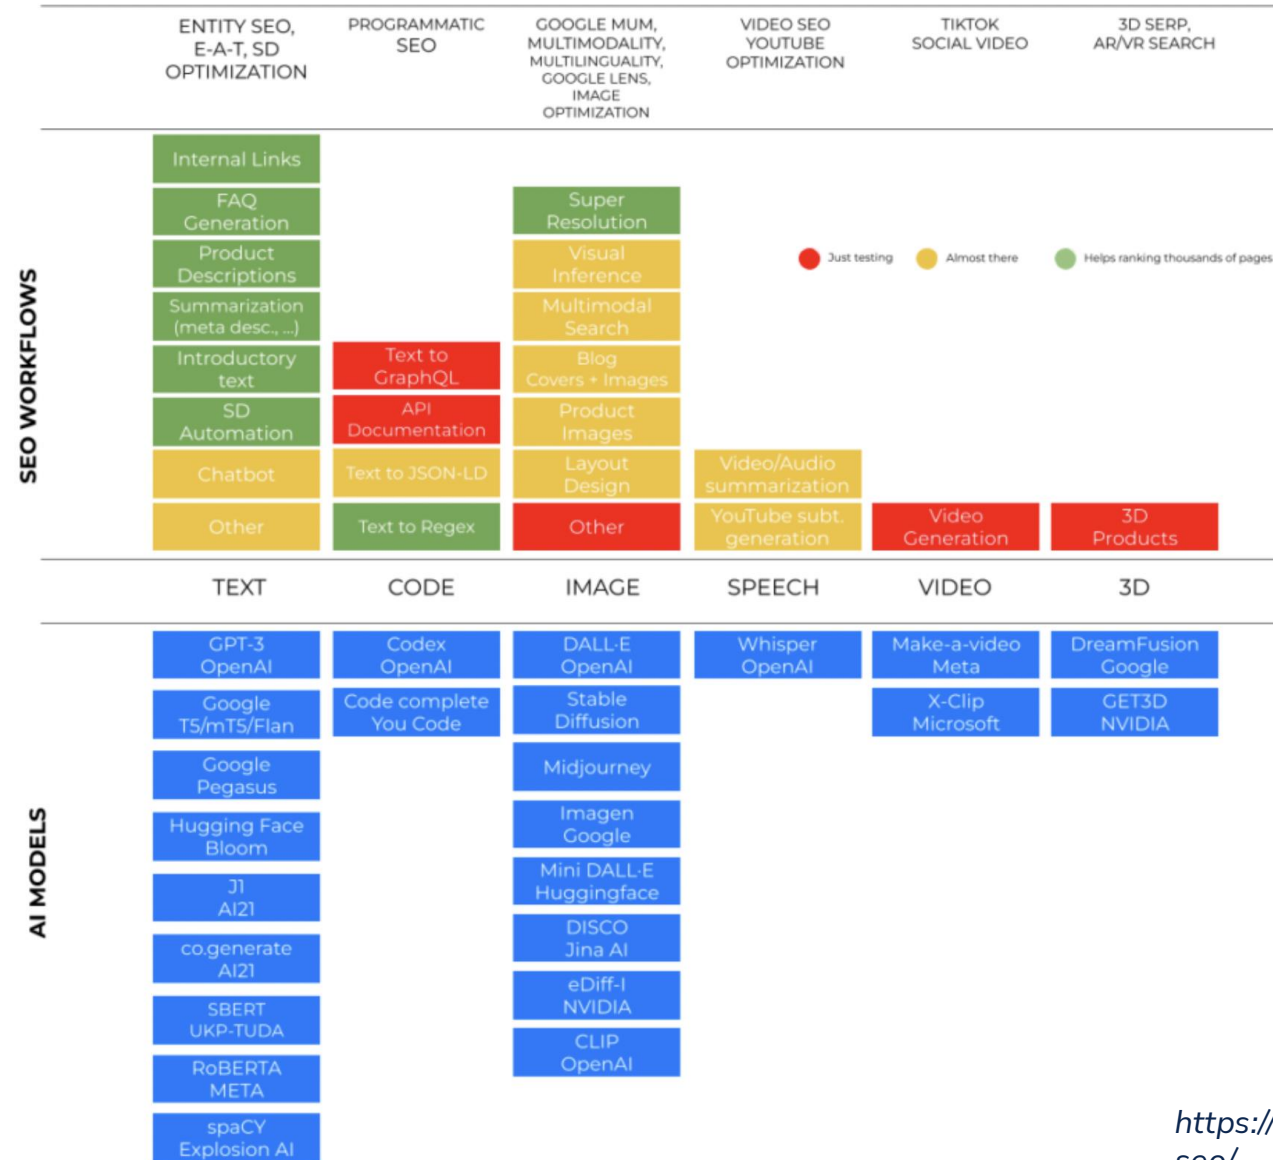 ENTITY SEO,
E-A-T, SD
OPTIMIZATION
PROGRAMMATIC
SEO
GOOGLE MUM,
MULTIMODALITY,
MULTILINGUALITY,
GOOGLE LENS,
IMAGE
OPTIMIZATION
VIDEO SEO
YOUTUBE
OPTIMIZATION
TIKTOK
SOCIAL VIDEO
3D SERP,
AR/VR SEARCH
SEO WORKFLOWS
Internal Links
FAQ
Generation
Product
Descriptions
Summarization
(meta desc., ...)
Introductory
text
SD
Automation
Chatbot
Other
Text to
GraphQL
API
Documentation
Text to JSON-LD
Text to Regex
Super
Resolution
Visual
Inference
Multimodal
Search
Blog
Covers + Images
Product
Images
Layout
Design
Other
Video/Audio
summarization
YouTube subt.
generation
Video
Generation
3D
Products
Just testing
Almost there
Helps ranking thousands of pages
AI MODELS
TEXT
GPT-3
OpenAI
Google
T5/mT5/Flan
Google
Pegasus
Hugging Face
Bloom
J1
AI21
co.generate
AI21
SBERT
UKP-TUDA
RoBERTA
META
spaCY
Explosion AI
CODE
Codex
OpenAI
Code complete
You Code
IMAGE
DALL·E
OpenAI
Stable
Diffusion
Midjourney
Imagen
Google
Mini DALL·E
Huggingface
DISCO
Jina AI
eDiff-I
NVIDIA
CLIP
OpenAI
SPEECH
Whisper
OpenAI
VIDEO
Make-a-video
Meta
X-Clip
Microsoft
3D
DreamFusion
Google
GET3D
NVIDIA
https://
seo/